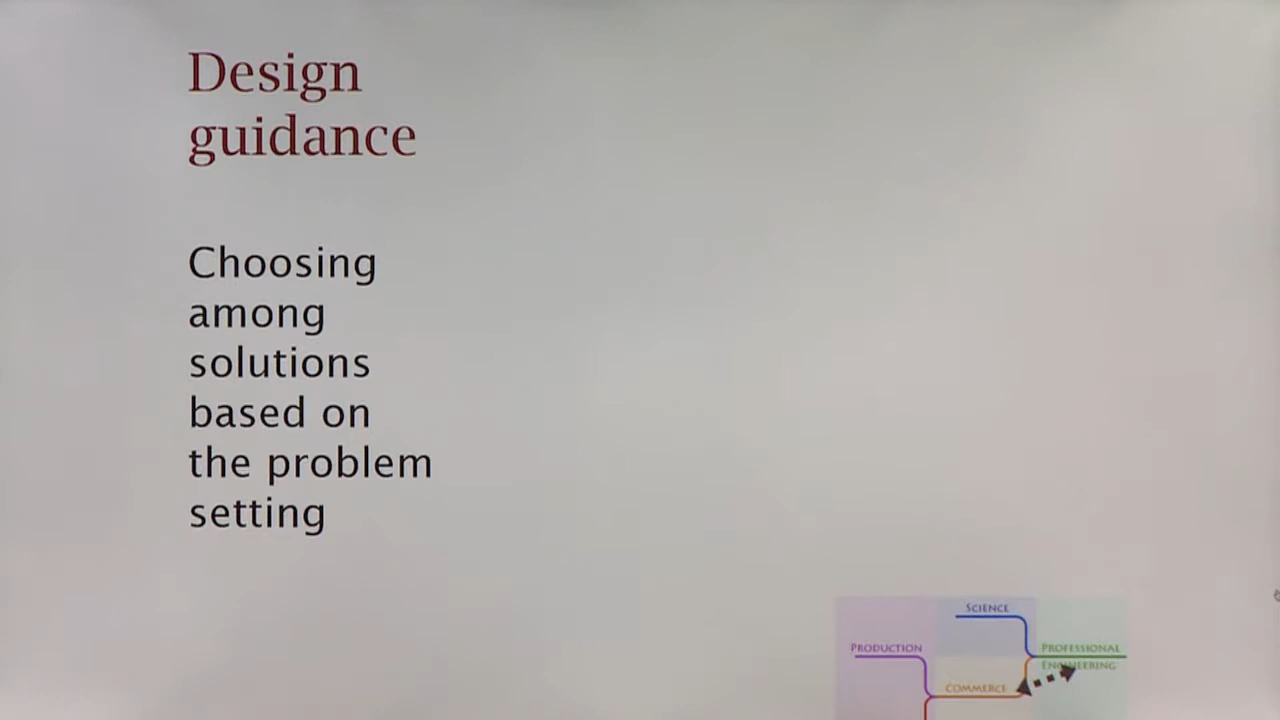 Design
guidance
Choosing
among
solutions
based on
the problem
setting
SCIENCE
PRODUCTION
PROFESSIONAL
ENGINEERING
COMMERCE